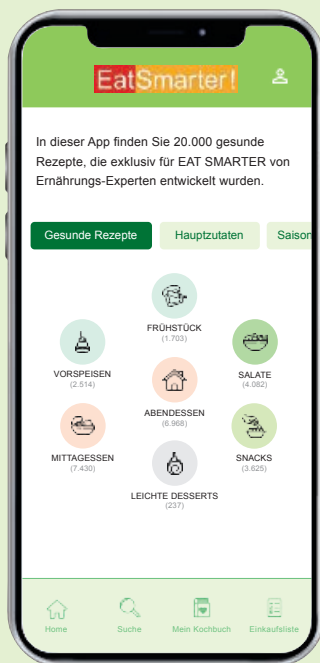 EatSmarter!
In dieser App finden Sie 20.000 gesunde
Rezepte, die exklusiv für EAT SMARTER von
Ernährungs-Experten entwickelt wurden.
Gesunde Rezepte
Hauptzutaten
Saison
FRÜHSTÜCK
(1.703)
VORSPEISEN
(2.514)
SALATE
(4.082)
ABENDESSEN
(6.968)
MITTAGESSEN
(7.430)
SNACKS
(3.625)
LEICHTE DESSERTS
(237)
Home
Suche
Mein Kochbuch
Einkaufsliste